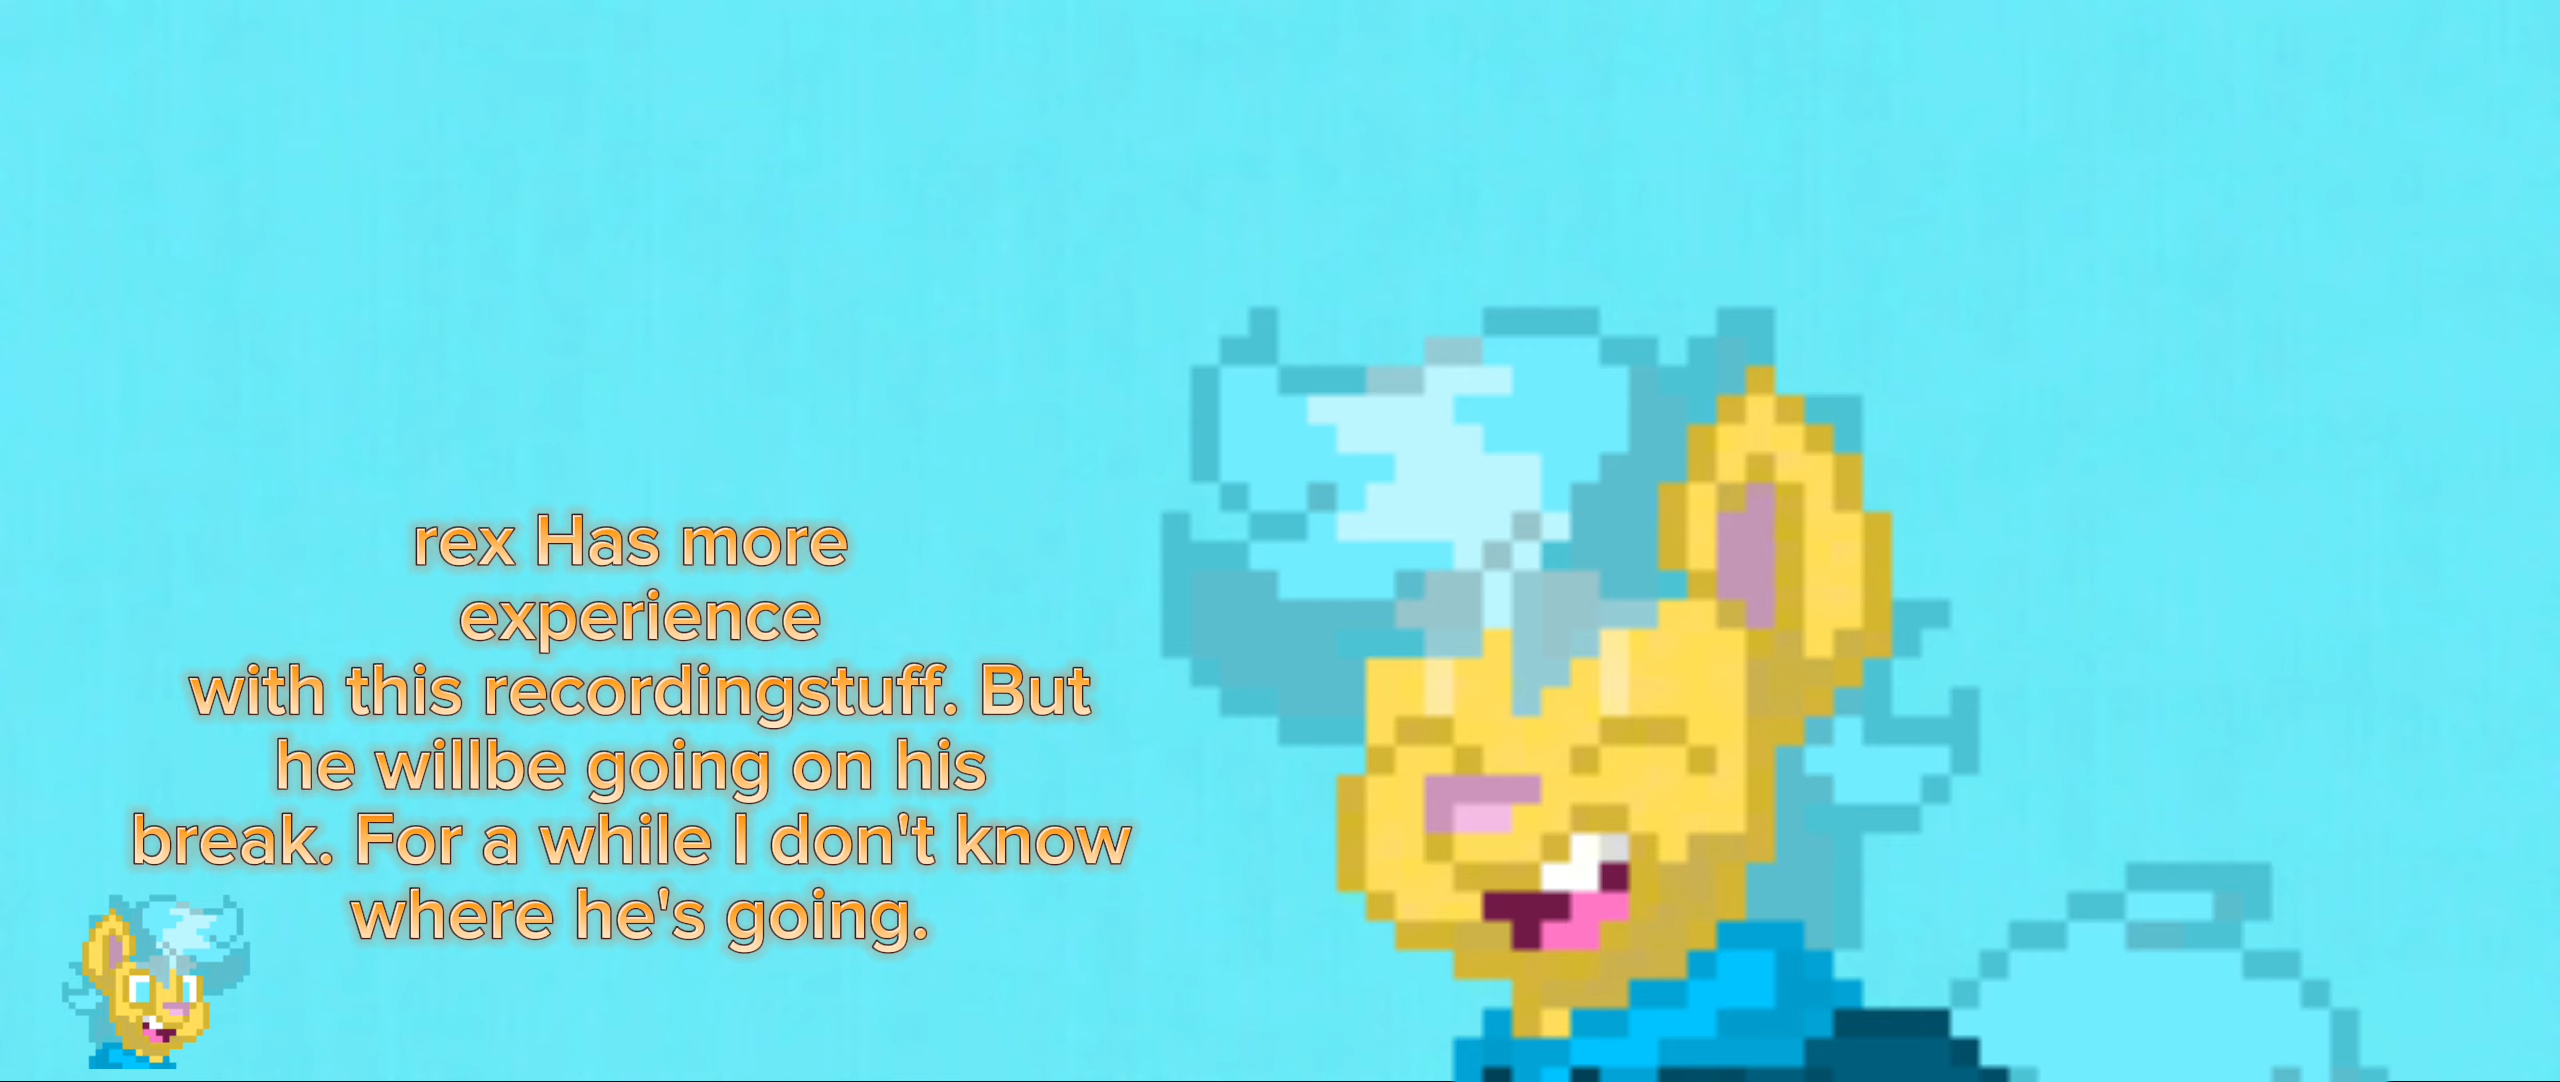 rex Has more
experience
with this recordingstuff. But
he willbe going on his
break. For a while I don't know
where he's going.